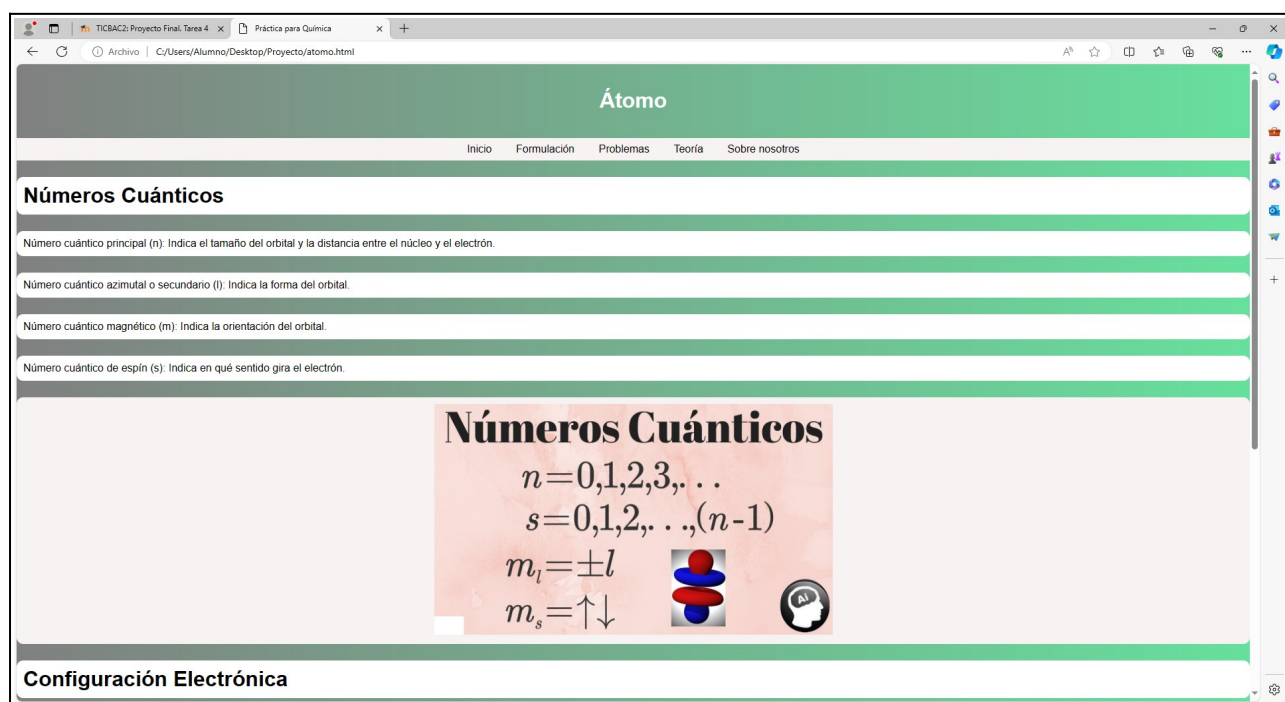 TICBAC2: Proyecto Final. Tarea 4
Práctica para Química
Archivo
C:/Users/Alumno/Desktop/Proyecto/atomo.html
Átomo
Inicio Formulación Problemas Teoría Sobre nosotros
Números Cuánticos
Número cuántico principal (n): Indica el tamaño del orbital y la distancia entre el núcleo y el electrón.
Número cuántico azimutal o secundario (l): Indica la forma del orbital.
Número cuántico magnético (m): Indica la orientación del orbital.
Número cuántico de espín (s): Indica en qué sentido gira el electrón.
Números Cuánticos
n=0,1,2,3,. . .
s=0,1,2,. . .,(n-1)
mₗ=±l
mₛ=↑↓
AI
Configuración Electrónica